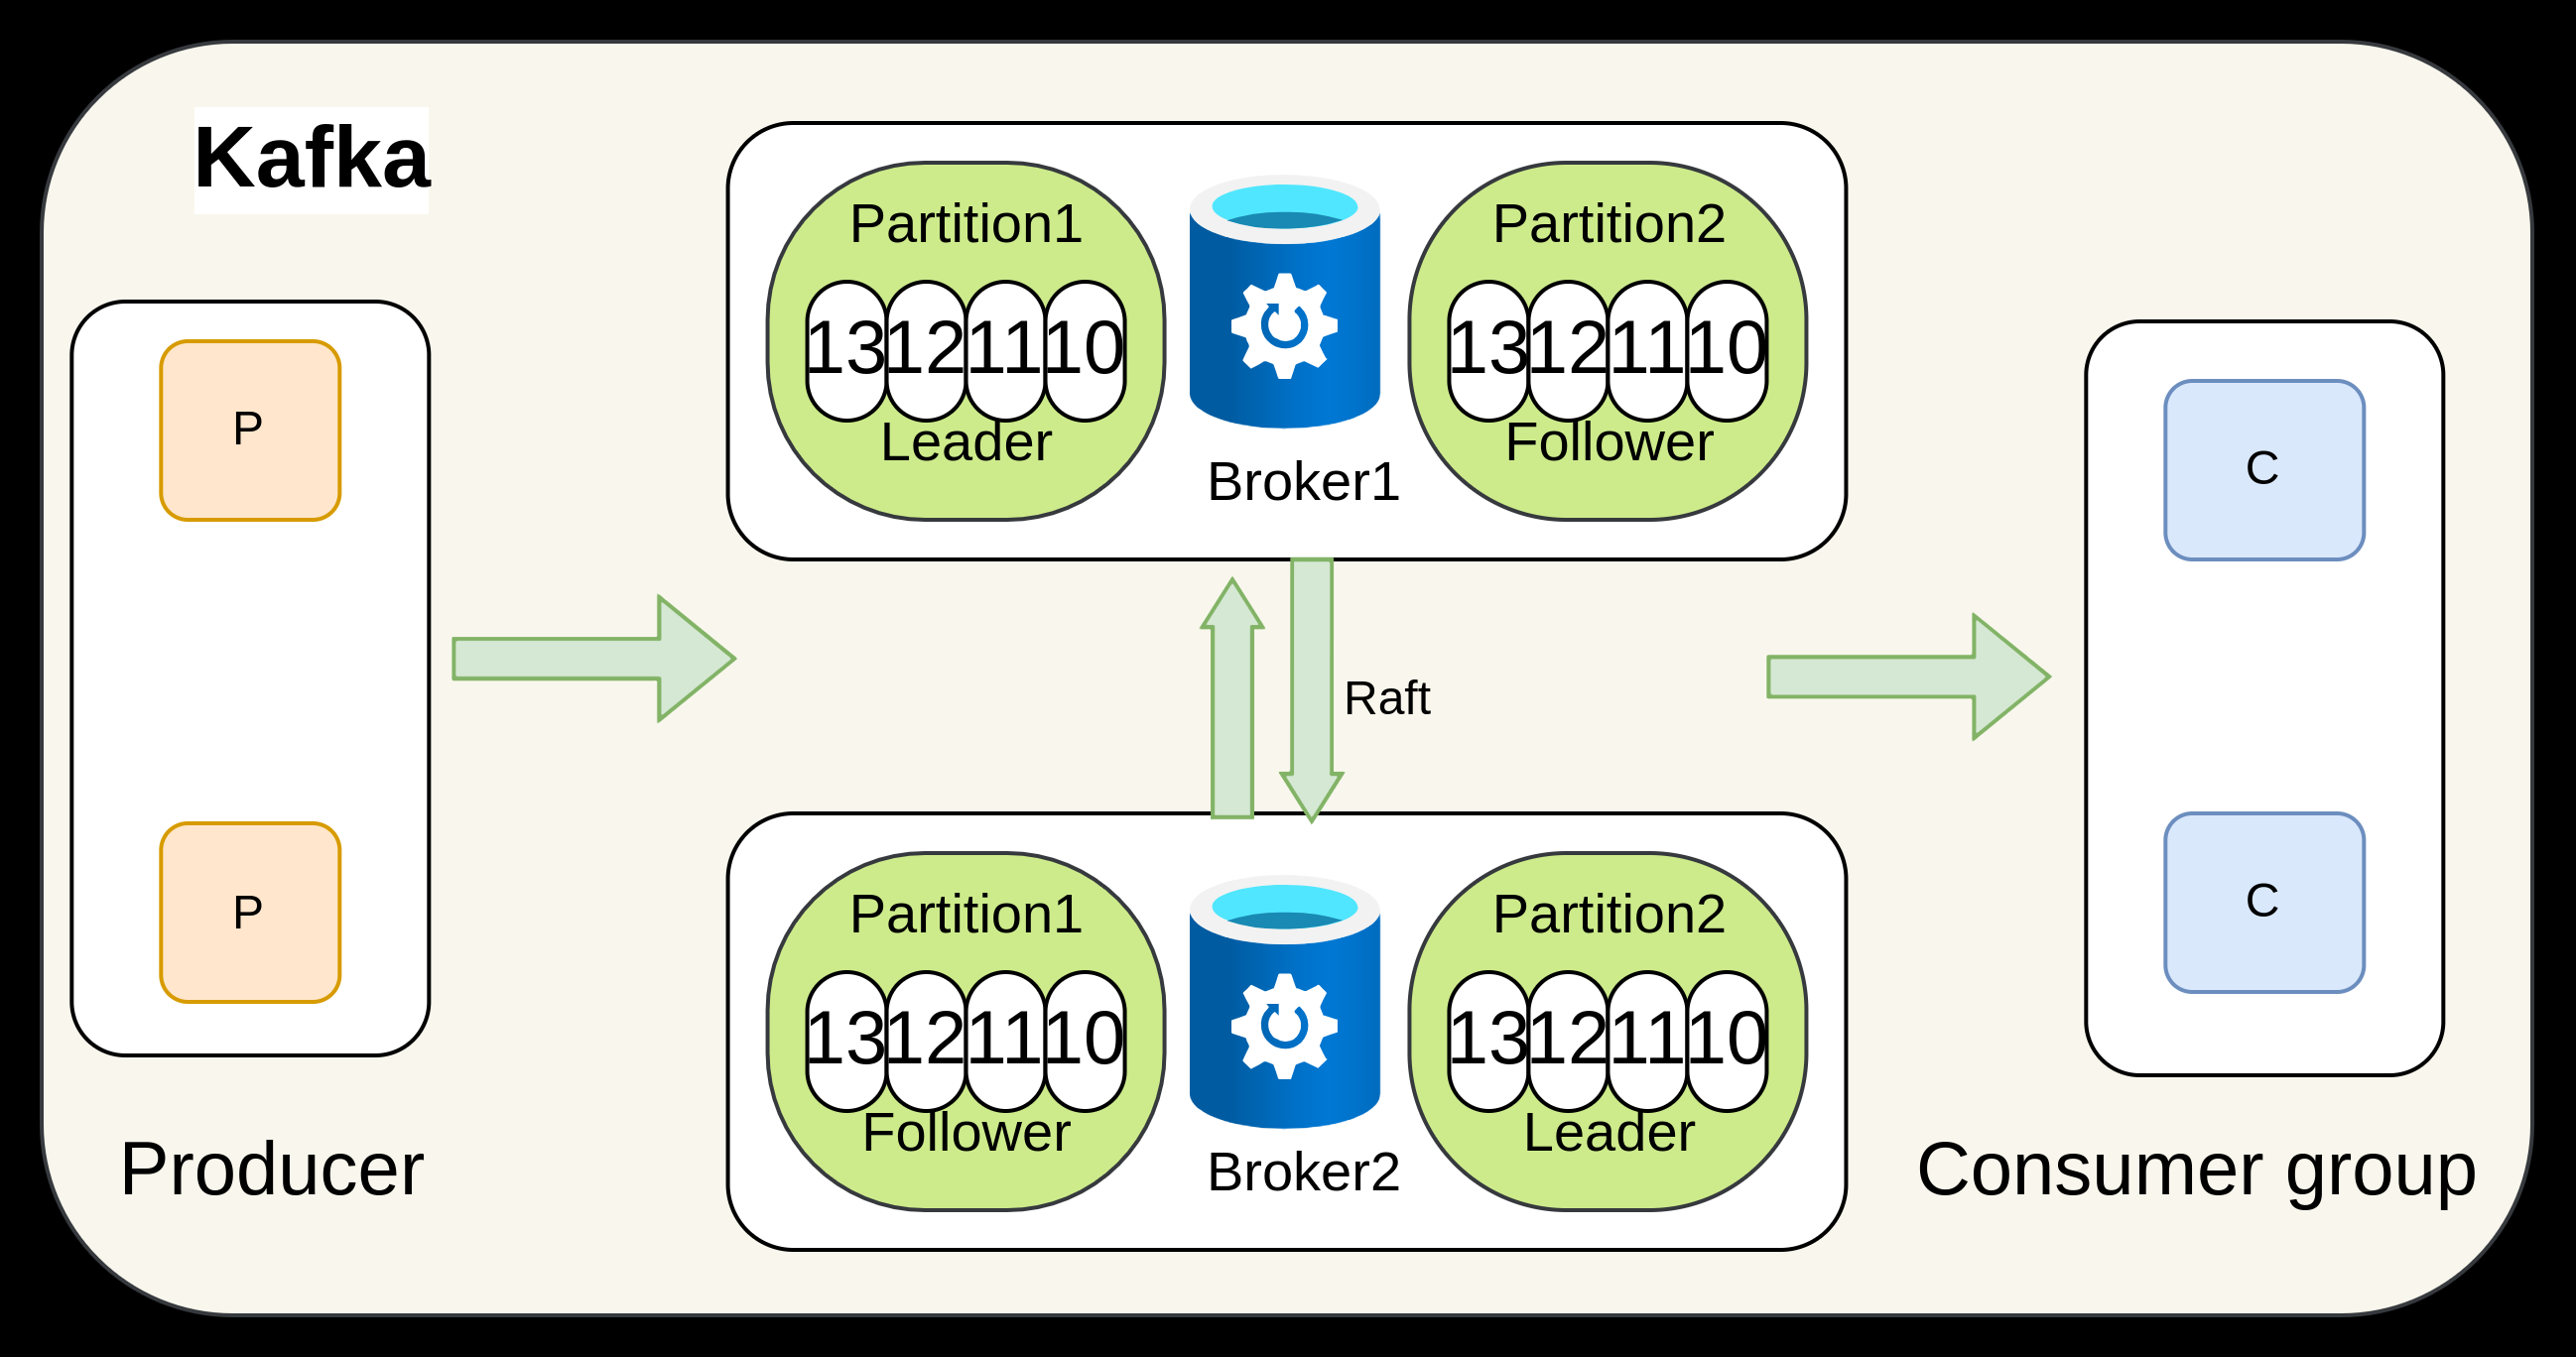 Kafka
P
P
Producer
Partition1
13 12 11 10
Leader
Broker1
Partition2
13 12 11 10
Follower
Raft
Partition1
13 12 11 10
Follower
Broker2
Partition2
13 12 11 10
Leader
C
C
Consumer group